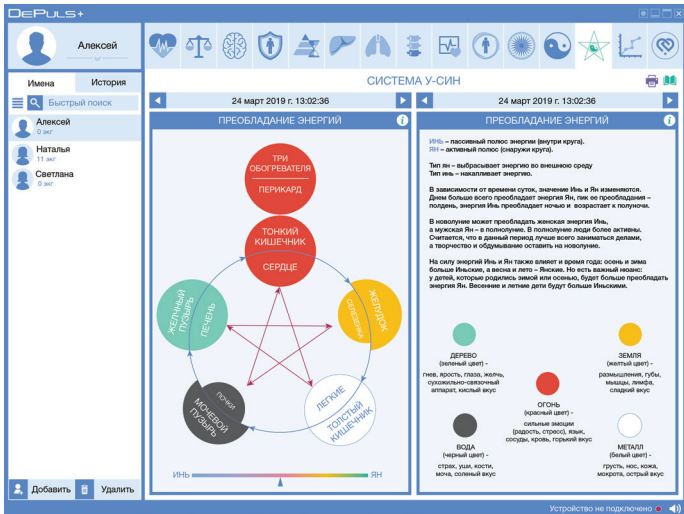 DEPULS+
Алексей
Имена
История
Быстрый поиск
Алексей
0 экг
Наталья
11 экг
Светлана
0 экг
Добавить
Удалить
СИСТЕМА У-СИН
24 март 2019 г. 13:02:36
ПРЕОБЛАДАНИЕ ЭНЕРГИЙ
ТРИ
ОБОГРЕВАТЕЛЯ
ПЕРИКАРД
ТОНКИЙ
КИШЕЧНИК
СЕРДЦЕ
ЖЕЛЧНЫЙ
ПУЗЫРЬ
ПЕЧЕНЬ
ЖЕЛУДОК
СЕЛЕЗЕНКА
ПОЧКИ
МОЧЕВОЙ
ПУЗЫРЬ
ЛЕГКИЕ
ТОЛСТЫЙ
КИШЕЧНИК
ИНЬ
ЯН
24 март 2019 г. 13:02:36
ПРЕОБЛАДАНИЕ ЭНЕРГИЙ
ИНЬ – пассивный полюс энергии (внутри круга).
ЯН – активный полюс (снаружи круга).
Тип ян – выбрасывает энергию во внешнюю среду
Тип инь – накапливает энергию.
В зависимости от времени суток, значение Инь и Ян изменяются.
Днем больше всего преобладает энергия Ян, пик ее преобладания –
полдень, энергия Инь преобладает ночью и возрастает к полуночи.
В новолуние может преобладать женская энергия Инь,
а мужская Ян – в полнолуние. В полнолуние люди более активны.
Считается, что в данный период лучше всего заниматься делами,
а творчество и обдумывание оставить на новолуние.
На силу энергий Инь и Ян также влияет и время года: осень и зима
больше Иньские, а весна и лето – Янские. Но есть важный нюанс:
у детей, которые родились зимой или осенью, будет больше преобладать
энергия Ян. Весенние и летние дети будут больше Иньскими.
ДЕРЕВО
(зеленый цвет) -
гнев, ярость, глаза, желчь,
сухожильно-связочный
аппарат, кислый вкус
ЗЕМЛЯ
(желтый цвет) -
размышления, губы,
мышцы, лимфа,
сладкий вкус
ОГОНЬ
(красный цвет) -
сильные эмоции
(радость, стресс), язык,
сосуды, кровь, горький вкус
ВОДА
(черный цвет) -
страх, уши, кости,
моча, соленый вкус
МЕТАЛЛ
(белый цвет) -
грусть, нос, кожа,
мокрота, острый вкус
Устройство не подключено